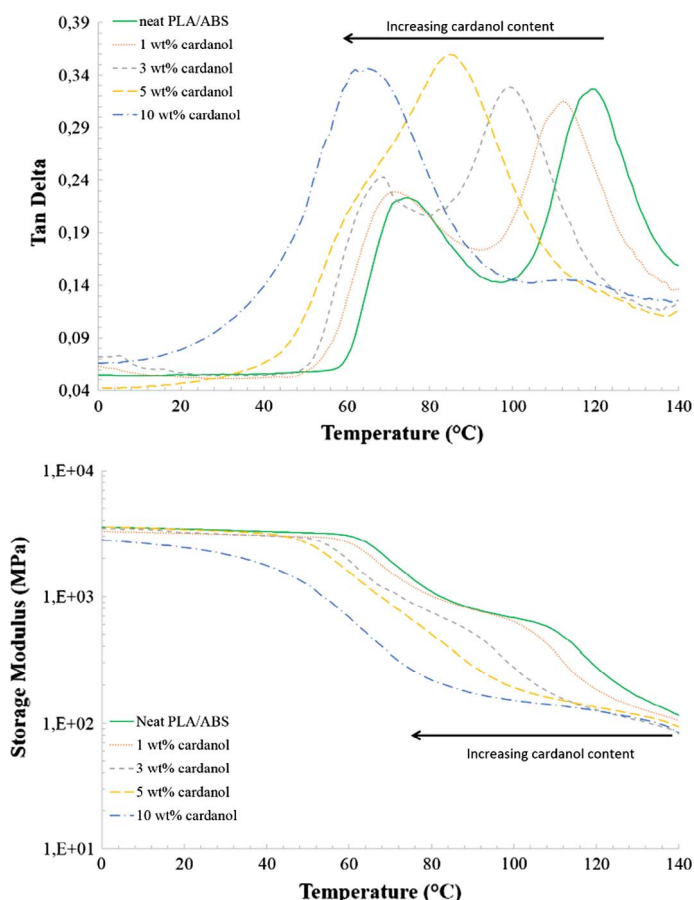 0,39
0,34
0,29
0,24
0,19
0,14
0,09
0,04
Tan Delta
neat PLA/ABS
1 wt% cardanol
3 wt% cardanol
5 wt% cardanol
10 wt% cardanol
Increasing cardanol content
0 20 40 60 80 100 120 140
Temperature (°C)
1,E+04
1,E+03
1,E+02
1,E+01
Storage Modulus (MPa)
Neat PLA/ABS
1 wt% cardanol
3 wt% cardanol
5 wt% cardanol
10 wt% cardanol
Increasing cardanol content
0 20 40 60 80 100 120 140
Temperature (°C)